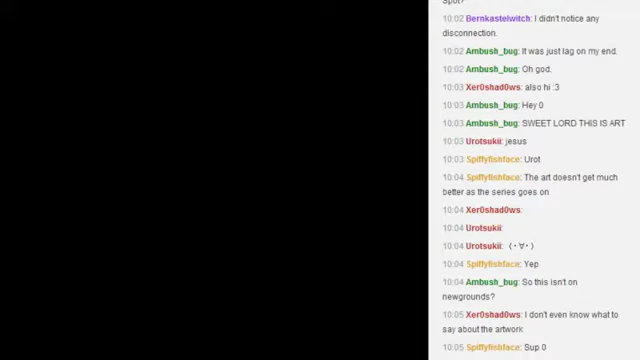 Spot?
10:02 Bernkastelwitch: I didn't notice any
disconnection.
10:02 Ambush_bug: It was just lag on my end.
10:02 Ambush_bug: Oh god.
10:03 Xer0shad0ws: also hi :3
10:03 Ambush_bug: Hey 0
10:03 Ambush_bug: SWEET LORD THIS IS ART
10:03 Urotsukii: jesus
10:03 Spiffyfishface: Urot
10:04 Spiffyfishface: The art doesn't get much
better as the series goes on
10:04 Xer0shad0ws:
10:04 Urotsukii:
10:04 Urotsukii: (・∀・)
10:04 Spiffyfishface: Yep
10:04 Ambush_bug: So this isn't on
newgrounds?
10:05 Xer0shad0ws: I don't even know what to
say about the artwork
10:05 Spiffyfishface: Sup 0